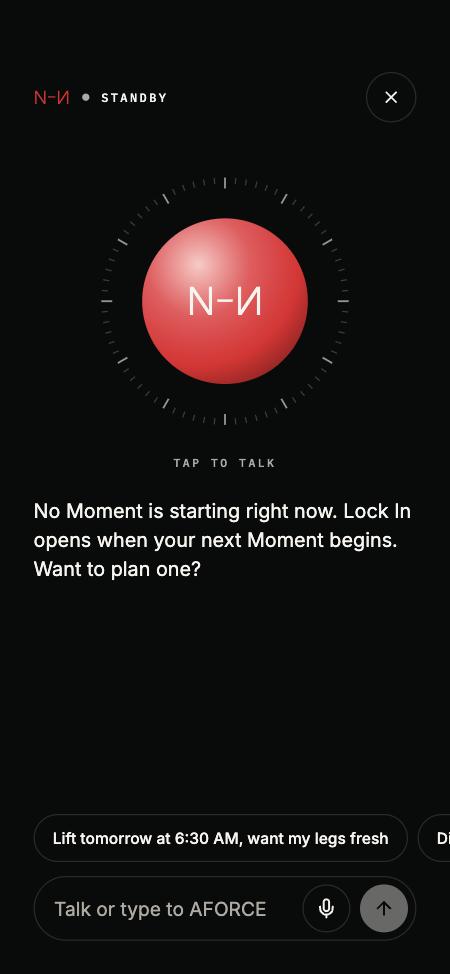 N–И
STANDBY
N–И
TAP TO TALK
No Moment is starting right now. Lock In
opens when your next Moment begins.
Want to plan one?
Lift tomorrow at 6:30 AM, want my legs fresh
Talk or type to AFORCE